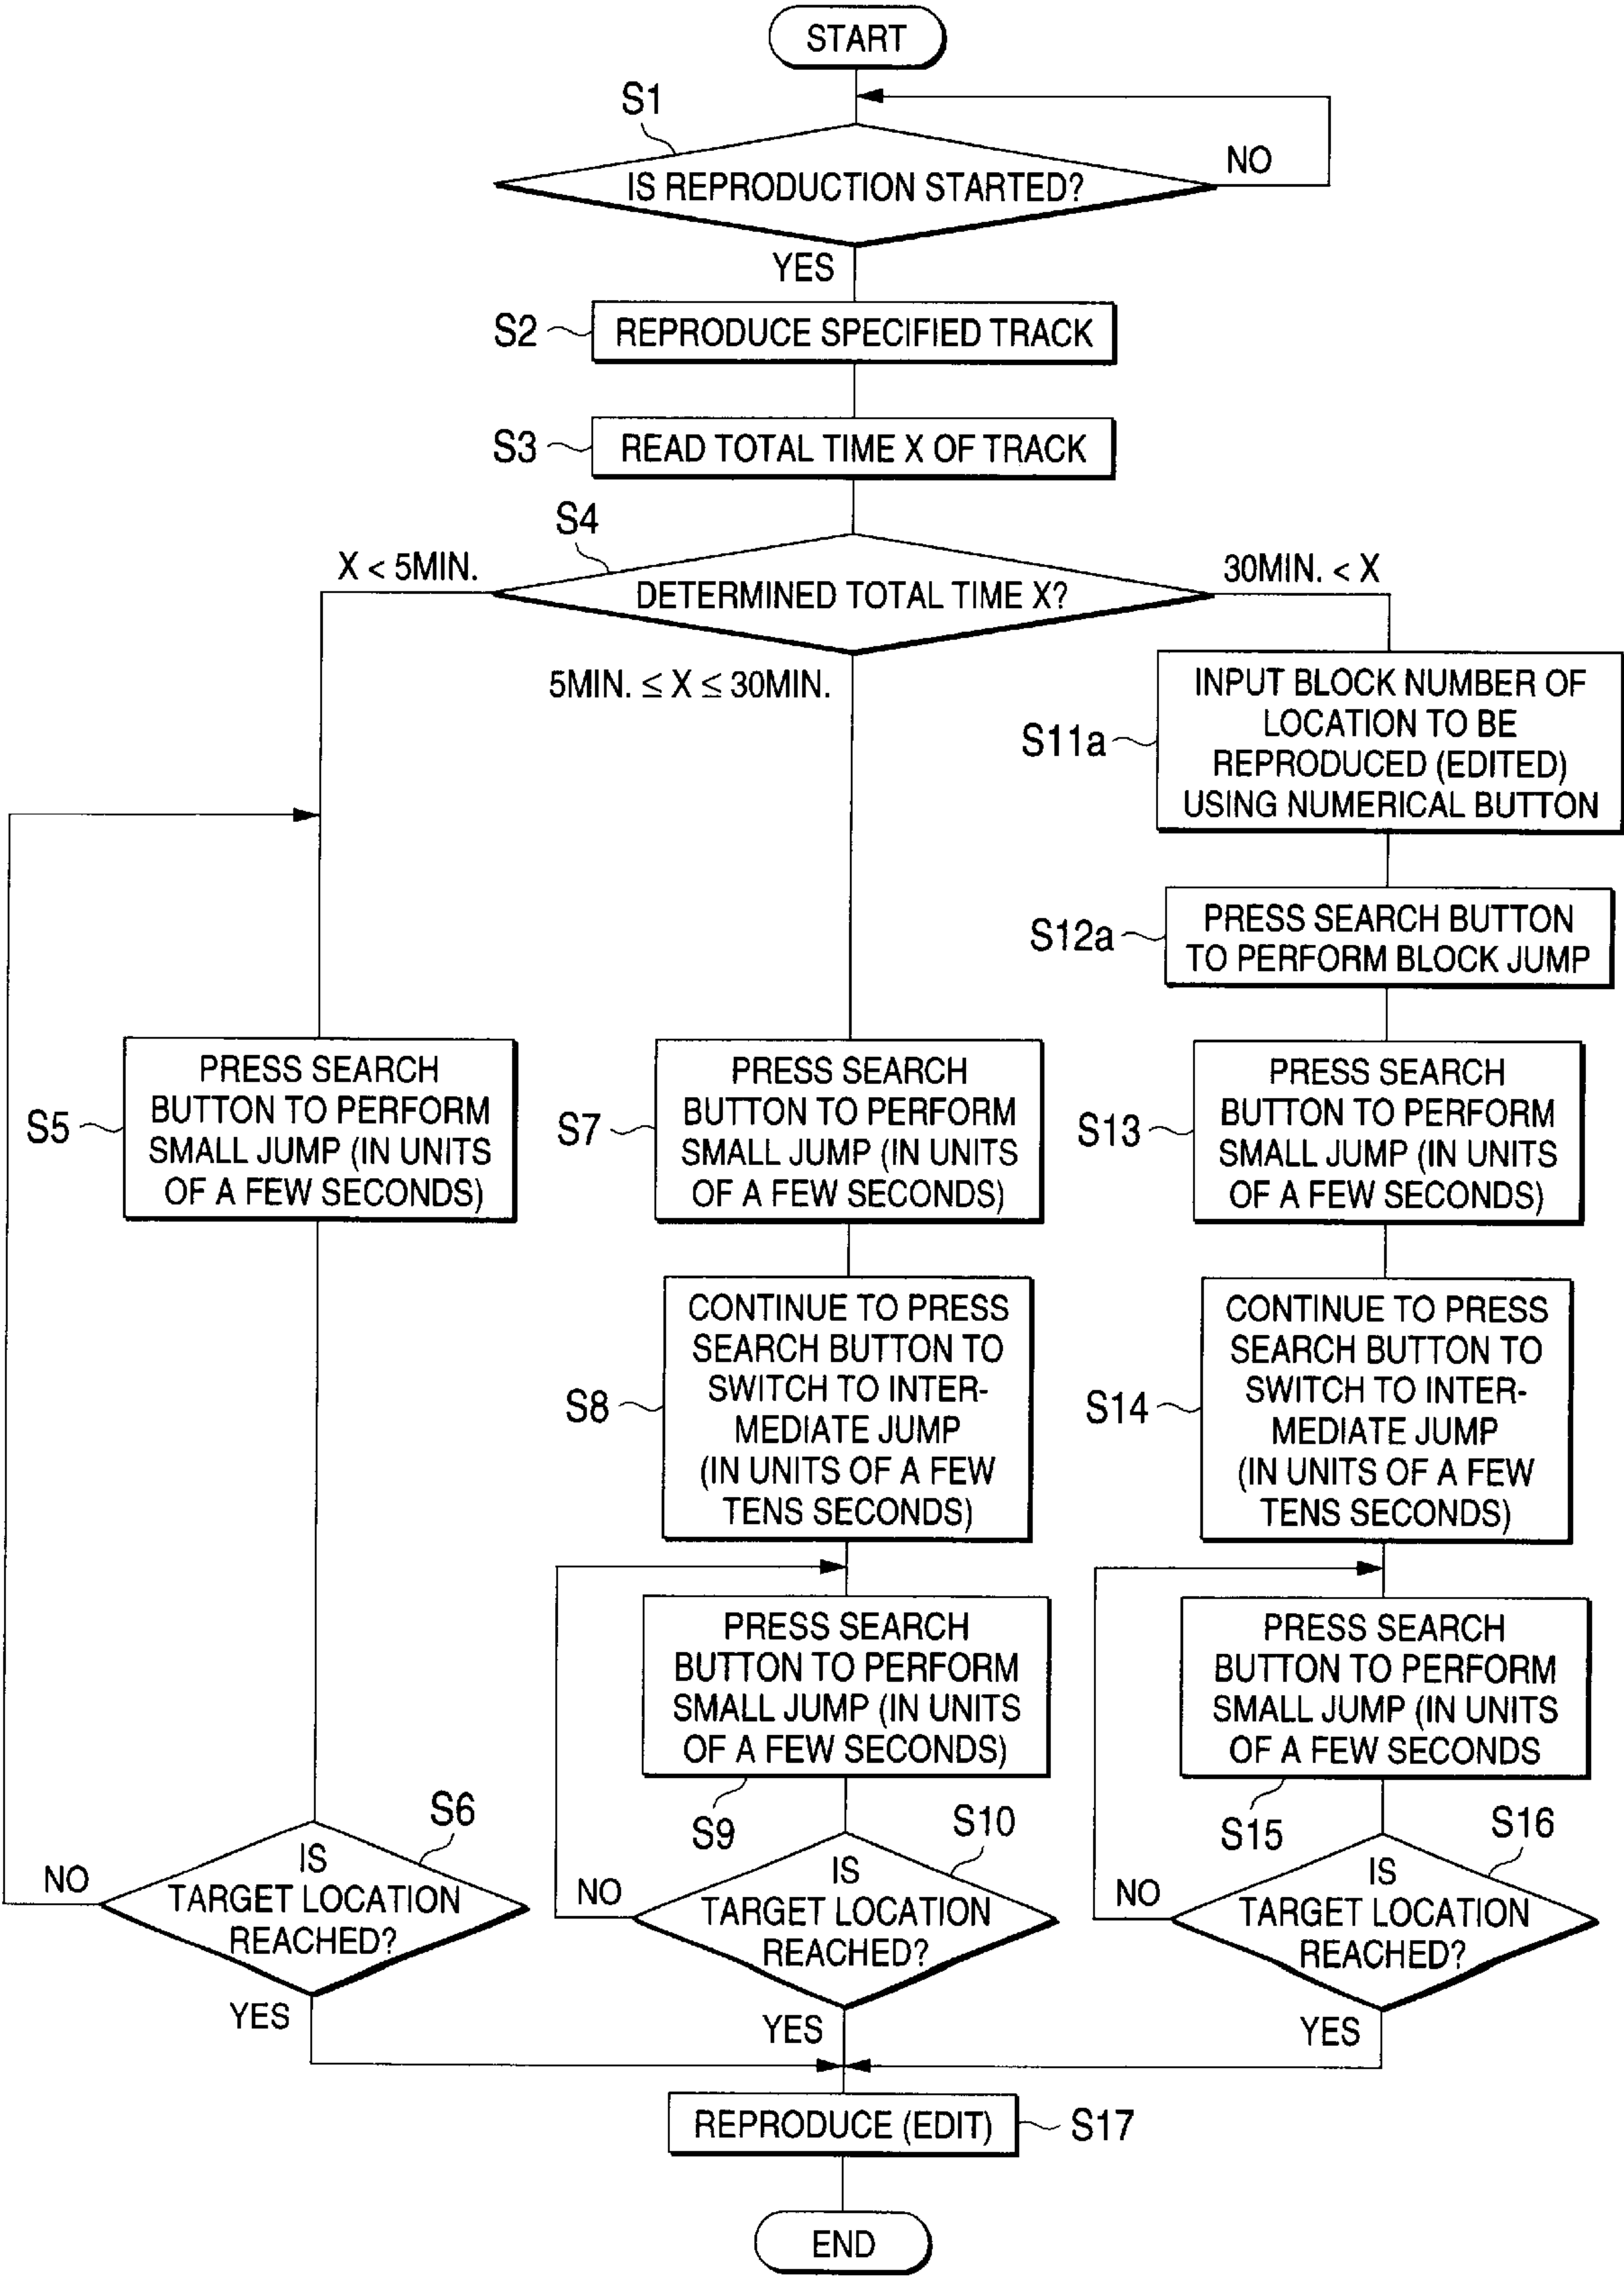 START
S1
NO
IS REPRODUCTION STARTED?
YES
S2
REPRODUCE SPECIFIED TRACK
S3
READ TOTAL TIME X OF TRACK
S4
X < 5MIN.
30MIN. < X
DETERMINED TOTAL TIME X?
5MIN. ≤ X ≤ 30MIN.
S11a
INPUT BLOCK NUMBER OF
LOCATION TO BE
REPRODUCED (EDITED)
USING NUMERICAL BUTTON
S12a
PRESS SEARCH BUTTON
TO PERFORM BLOCK JUMP
S5
PRESS SEARCH
BUTTON TO PERFORM
SMALL JUMP (IN UNITS
OF A FEW SECONDS)
S7
PRESS SEARCH
BUTTON TO PERFORM
SMALL JUMP (IN UNITS
OF A FEW SECONDS)
S13
PRESS SEARCH
BUTTON TO PERFORM
SMALL JUMP (IN UNITS
OF A FEW SECONDS)
S8
CONTINUE TO PRESS
SEARCH BUTTON TO
SWITCH TO INTER-
MEDIATE JUMP
(IN UNITS OF A FEW
TENS SECONDS)
S14
CONTINUE TO PRESS
SEARCH BUTTON TO
SWITCH TO INTER-
MEDIATE JUMP
(IN UNITS OF A FEW
TENS SECONDS)
PRESS SEARCH
BUTTON TO PERFORM
SMALL JUMP (IN UNITS
OF A FEW SECONDS)
S9
PRESS SEARCH
BUTTON TO PERFORM
SMALL JUMP (IN UNITS
OF A FEW SECONDS
S15
S6
NO
IS
TARGET LOCATION
REACHED?
YES
S10
NO
IS
TARGET LOCATION
REACHED?
YES
S16
NO
IS
TARGET LOCATION
REACHED?
YES
REPRODUCE (EDIT)
S17
END